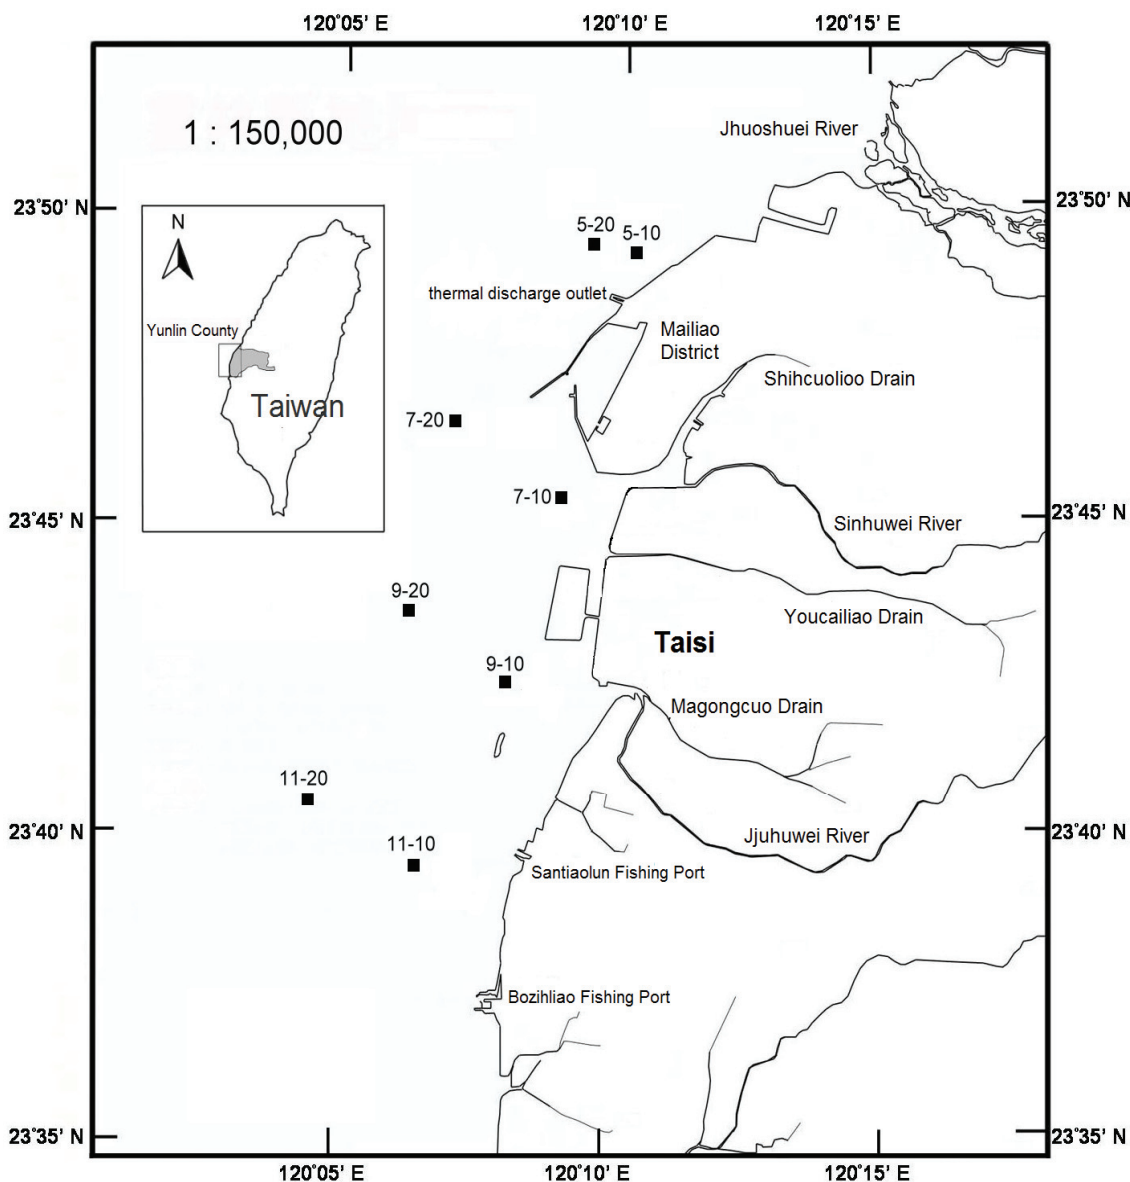 120°05' E
120°10' E
120°15' E
1 : 150,000
Jhuoshuei River
23°50' N
23°50' N
N
5-20
5-10
thermal discharge outlet
Yunlin County
Mailiao
District
Shihcuolioo Drain
Taiwan
7-20
7-10
23°45' N
23°45' N
Sinhuwei River
9-20
Youcailiao Drain
Taisi
9-10
Magongcuo Drain
11-20
23°40' N
23°40' N
11-10
Jjuhuwei River
Santiaolun Fishing Port
Bozihliao Fishing Port
23°35' N
23°35' N
120°05' E
120°10' E
120°15' E